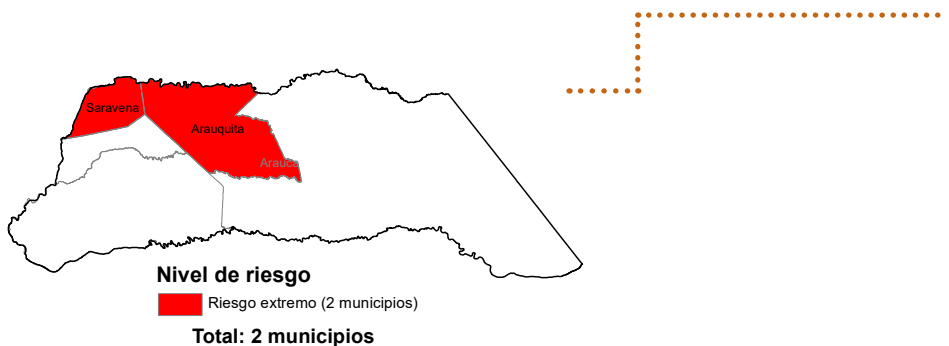 Saravena
Arauquita
Arauca
Nivel de riesgo
Riesgo extremo (2 municipios)
Total: 2 municipios